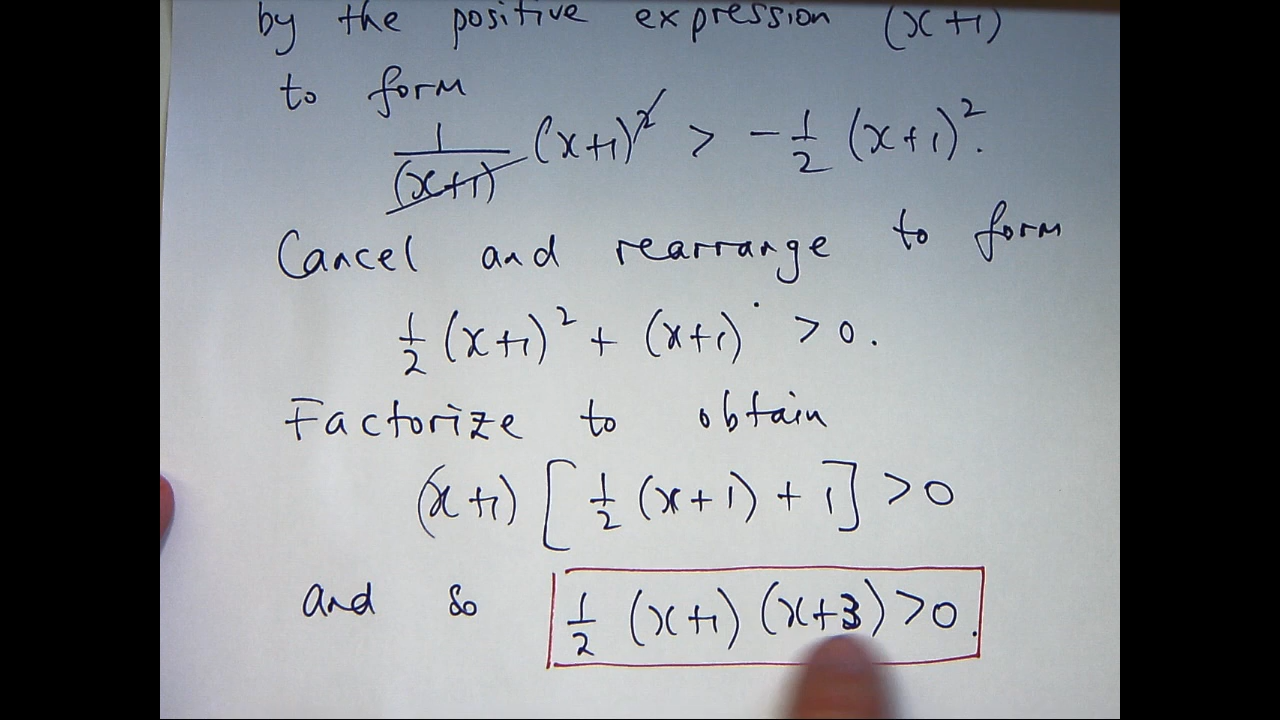 by the positive expression (x+1)
to form
1/(x+1) (x+1)² > -1/2 (x+1)².
Cancel and rearrange to form
1/2 (x+1)² + (x+1) > 0.
Factorize to obtain
(x+1) [ 1/2 (x+1) + 1 ] > 0
and so 1/2 (x+1) (x+3) > 0.